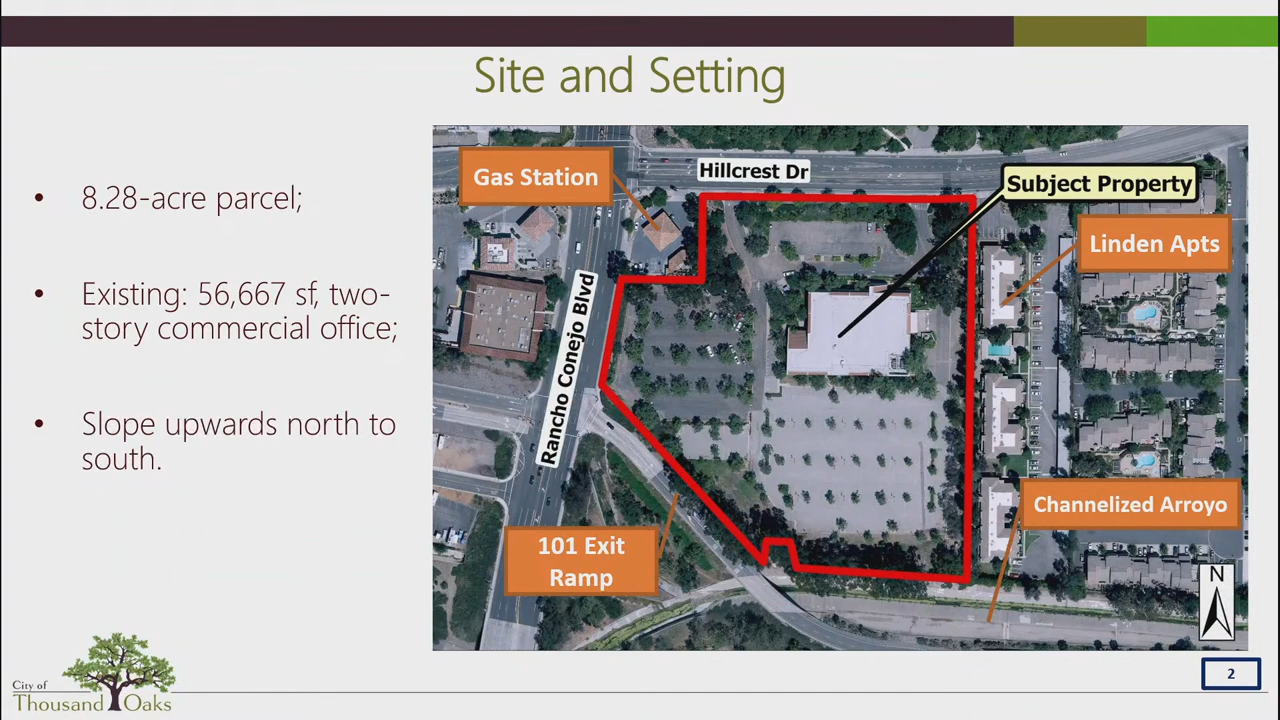 Site and Setting
• 8.28-acre parcel;
• Existing: 56,667 sf, two-
story commercial office;
• Slope upwards north to
south.
Gas Station
Hillcrest Dr
Subject Property
Linden Apts
Rancho Conejo Blvd
Channelized Arroyo
101 Exit
Ramp
N
City of
Thousand Oaks
2